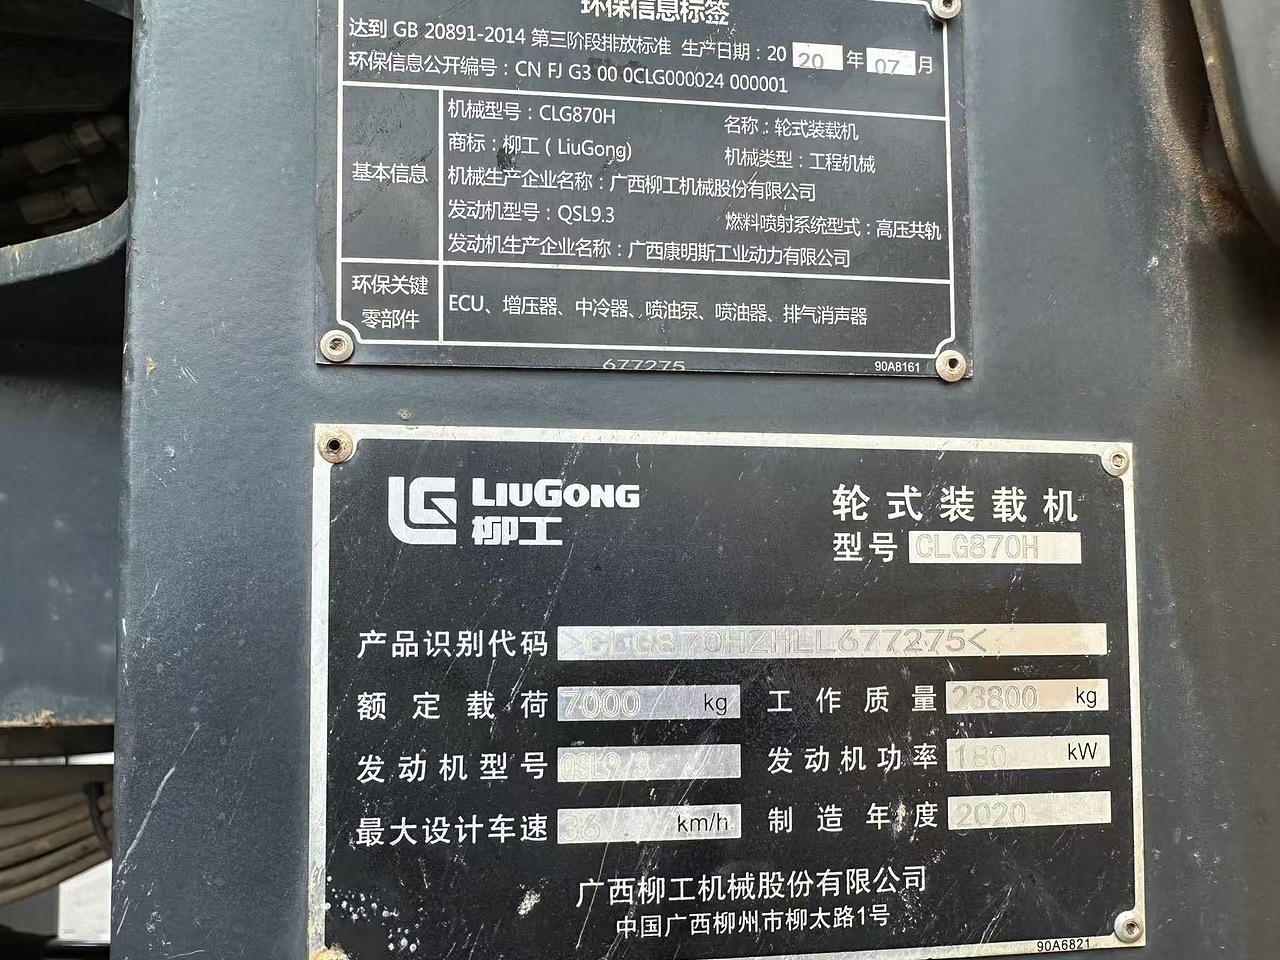 环保信息标签
达到 GB 20891-2014 第三阶段排放标准 生产日期：20 20 年 07 月
环保信息公开编号：CN FJ G3 00 0CLG000024 000001
基本信息
机械型号：CLG870H 名称：轮式装载机
商标：柳工（LiuGong) 机械类型：工程机械
机械生产企业名称：广西柳工机械股份有限公司
发动机型号：QSL9.3 燃料喷射系统型式：高压共轨
发动机生产企业名称：广西康明斯工业动力有限公司
环保关键
零部件
ECU、增压器、中冷器、喷油泵、喷油器、排气消声器
677275 90A8161
LG LIUGONG
柳工
轮式装载机
型号 CLG870H
产品识别代码 >CLG870HZHLL677275<
额定载荷 7000 kg 工作质量 23800 kg
发动机型号 QSL9.3 发动机功率 180 kW
最大设计车速 36 km/h 制造年度 2020
广西柳工机械股份有限公司
中国广西柳州市柳太路1号
90A6821